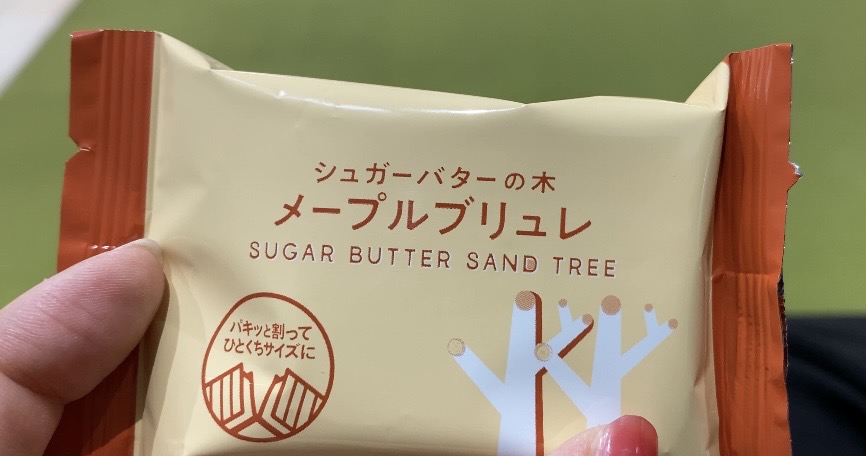 シュガーバターの木
メープルブリュレ
SUGAR BUTTER SAND TREE
パキッと割って
ひとくちサイズに